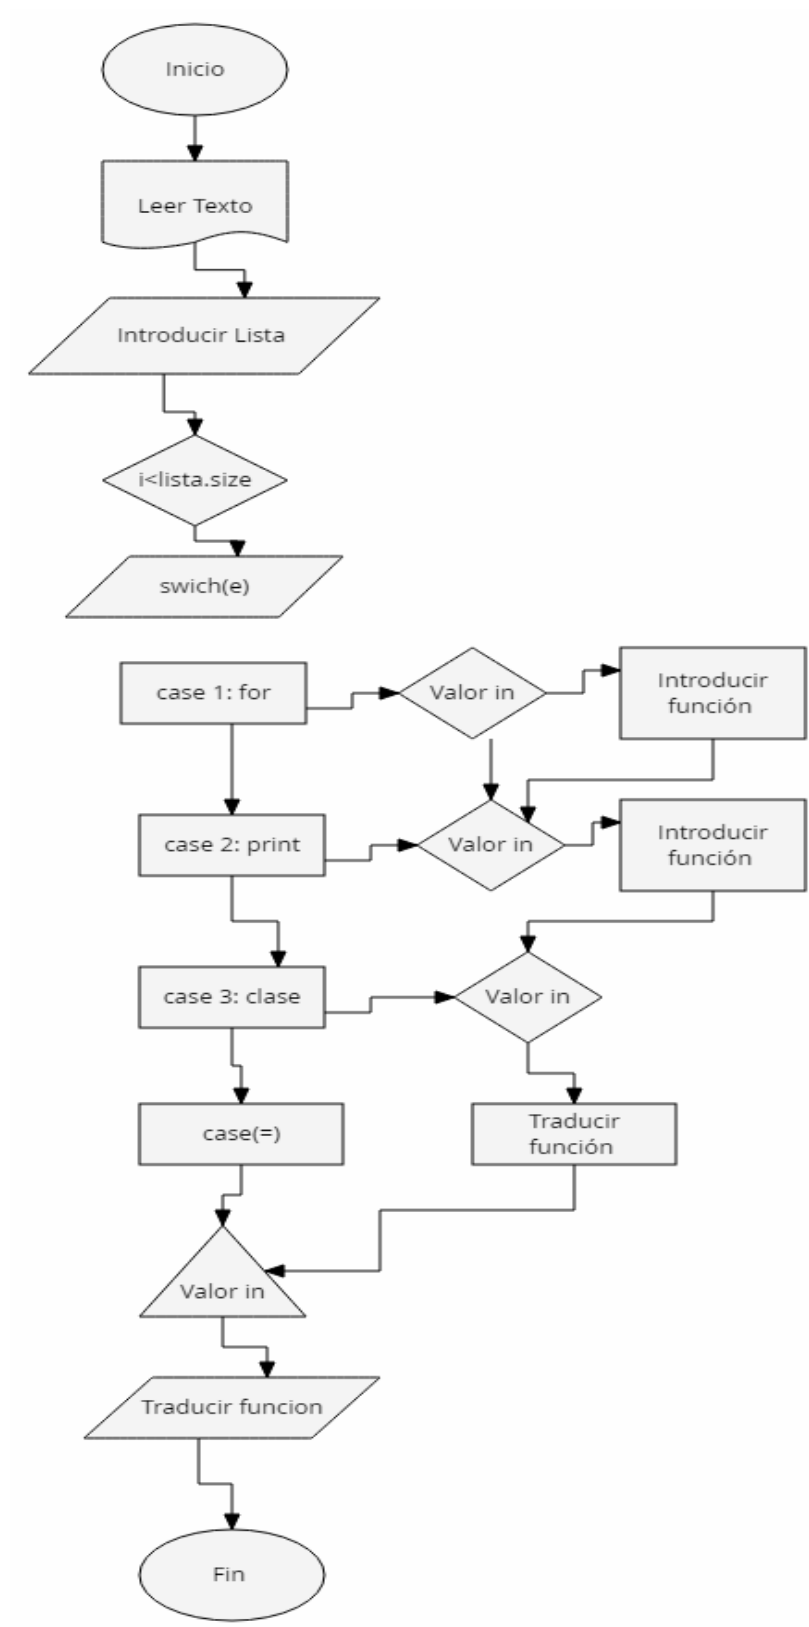 Inicio
Leer Texto
Introducir Lista
i<lista.size
swich(e)
case 1: for
Valor in
Introducir
función
case 2: print
Valor in
Introducir
función
case 3: clase
Valor in
case(=)
Traducir
función
Valor in
Traducir funcion
Fin